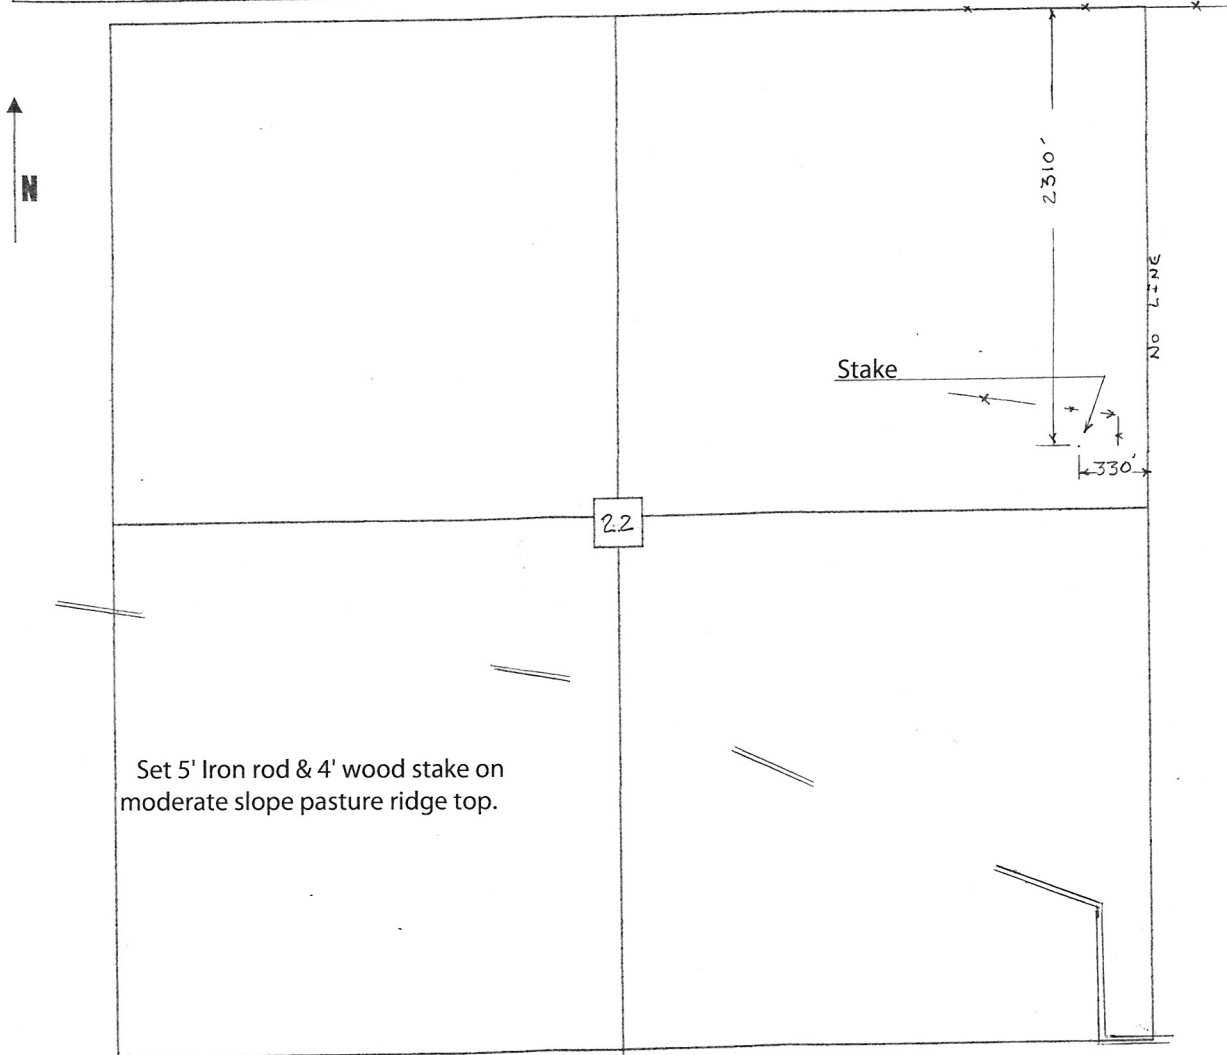 N
2310'
NO LINE
Stake
330'
22
Set 5' Iron rod & 4' wood stake on
moderate slope pasture ridge top.